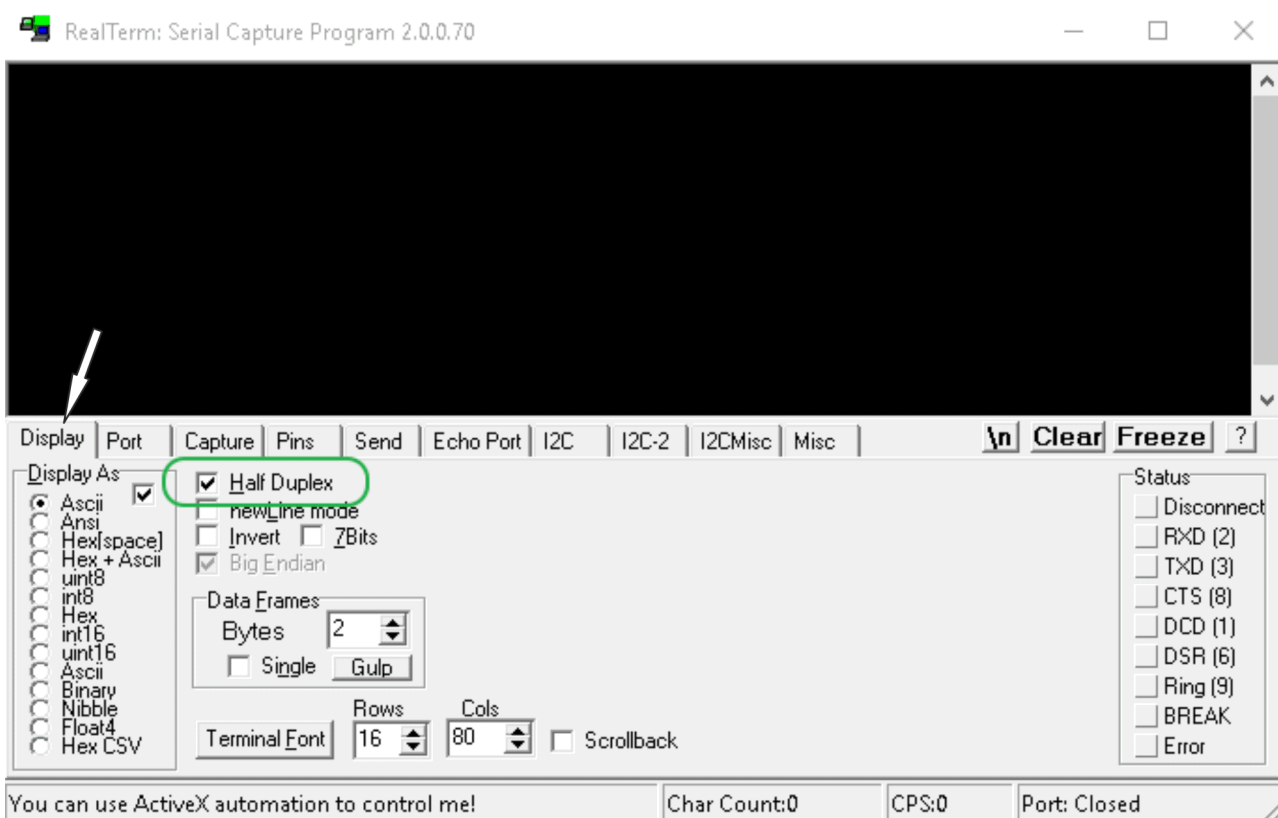 RealTerm: Serial Capture Program 2.0.0.70
Display Port Capture Pins Send Echo Port I2C I2C-2 I2CMisc Misc \n Clear Freeze ?
Display As
Ascii
Ansi
Hex[space]
Hex + Ascii
uint8
int8
Hex
int16
uint16
Ascii
Binary
Nibble
Float4
Hex CSV
Half Duplex
newLine mode
Invert 7Bits
Big Endian
Data Frames
Bytes 2
Single Gulp
Rows Cols
Terminal Font 16 80 Scrollback
Status
Disconnect
RXD (2)
TXD (3)
CTS (8)
DCD (1)
DSR (6)
Ring (9)
BREAK
Error
You can use ActiveX automation to control me! Char Count:0 CPS:0 Port: Closed